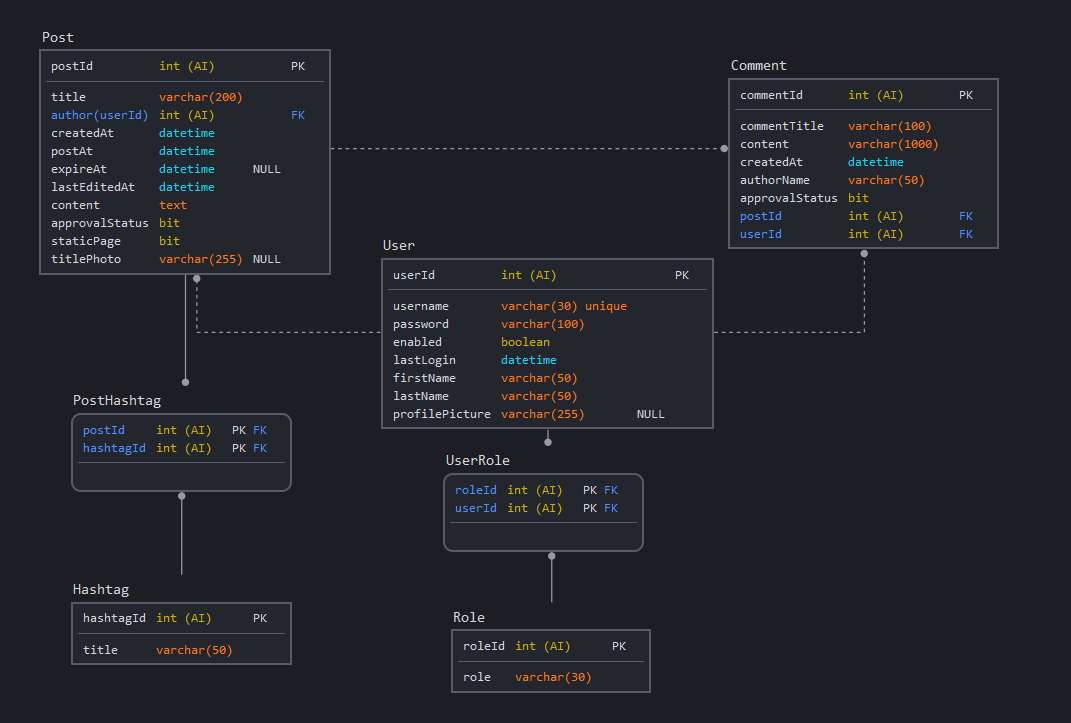 Post
postId int (AI) PK
title varchar(200)
author(userId) int (AI) FK
createdAt datetime
postAt datetime
expireAt datetime NULL
lastEditedAt datetime
content text
approvalStatus bit
staticPage bit
titlePhoto varchar(255) NULL
Comment
commentId int (AI) PK
commentTitle varchar(100)
content varchar(1000)
createdAt datetime
authorName varchar(50)
approvalStatus bit
postId int (AI) FK
userId int (AI) FK
User
userId int (AI) PK
username varchar(30) unique
password varchar(100)
enabled boolean
lastLogin datetime
firstName varchar(50)
lastName varchar(50)
profilePicture varchar(255) NULL
PostHashtag
postId int (AI) PK FK
hashtagId int (AI) PK FK
UserRole
roleId int (AI) PK FK
userId int (AI) PK FK
Hashtag
hashtagId int (AI) PK
title varchar(50)
Role
roleId int (AI) PK
role varchar(30)